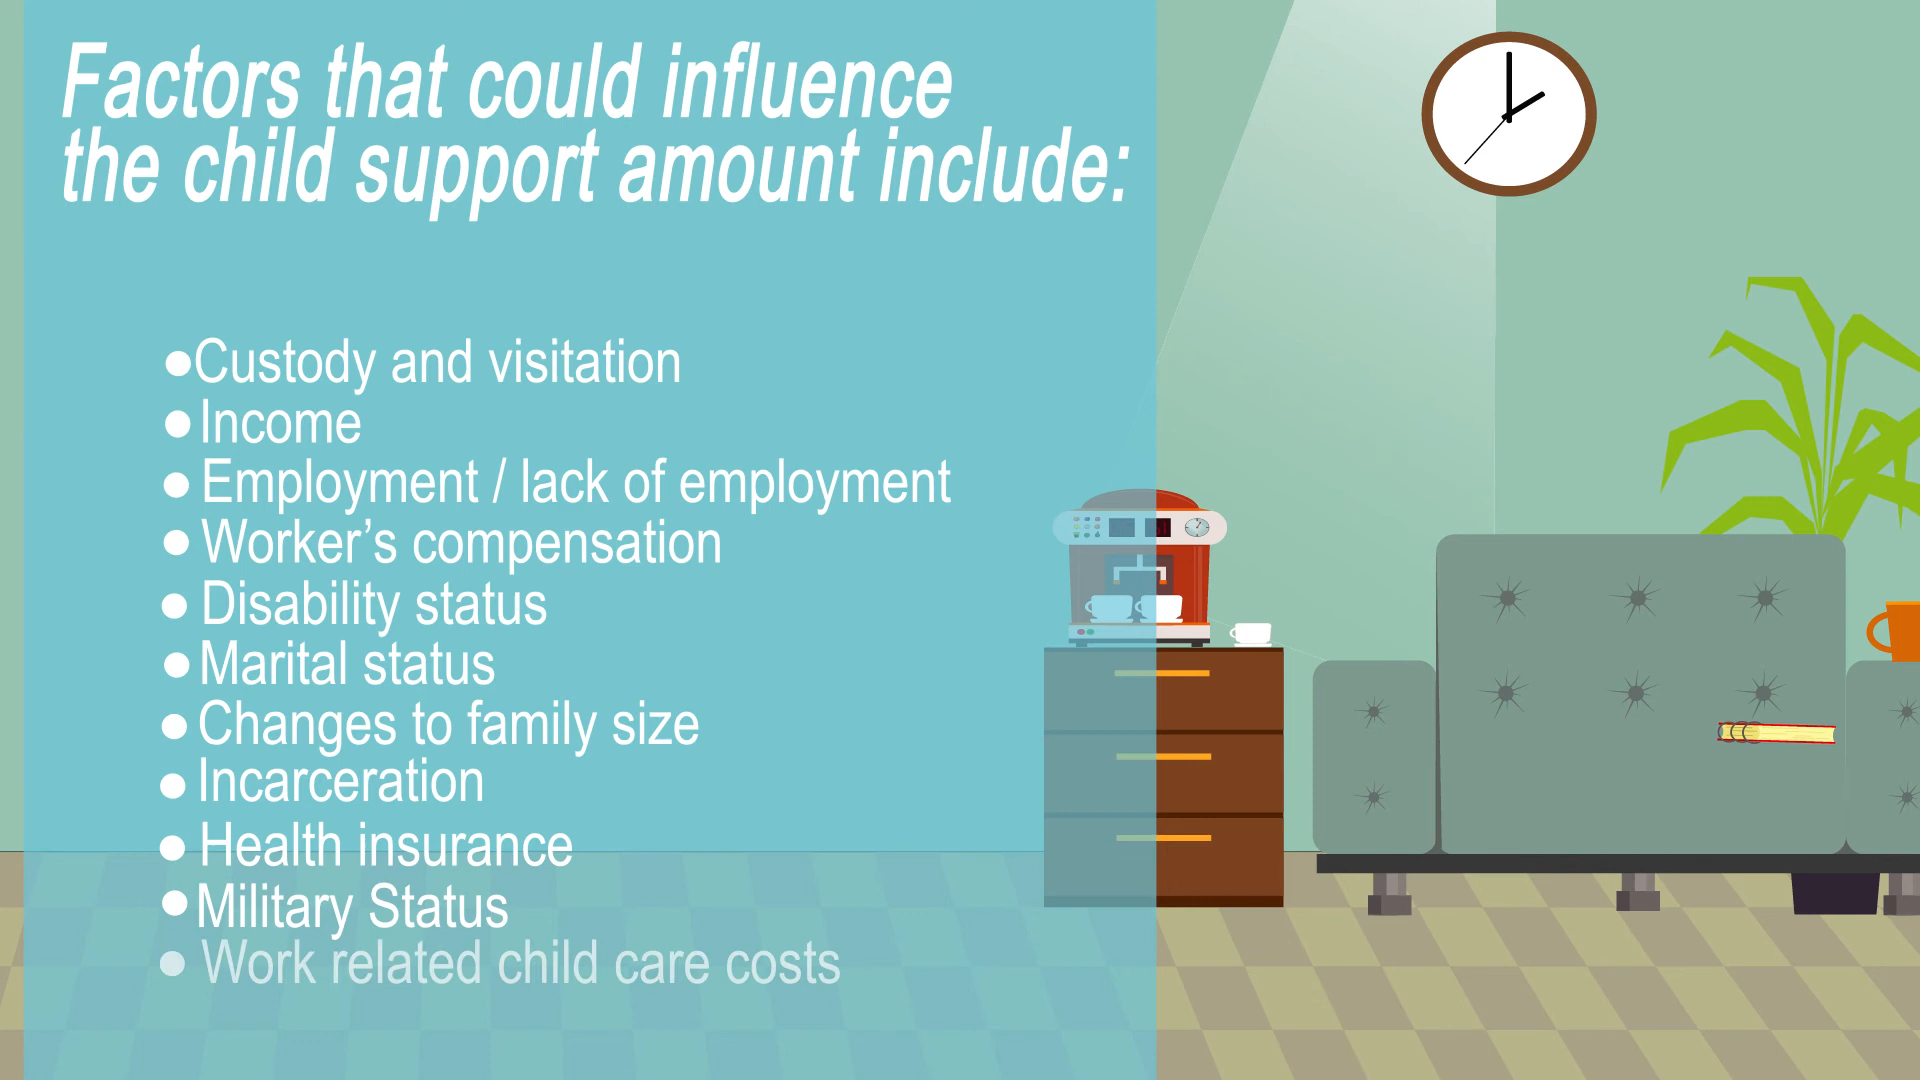 Factors that could influence
the child support amount include:
●Custody and visitation
● Income
● Employment / lack of employment
● Worker’s compensation
● Disability status
● Marital status
● Changes to family size
● Incarceration
● Health insurance
● Military Status
● Work related child care costs